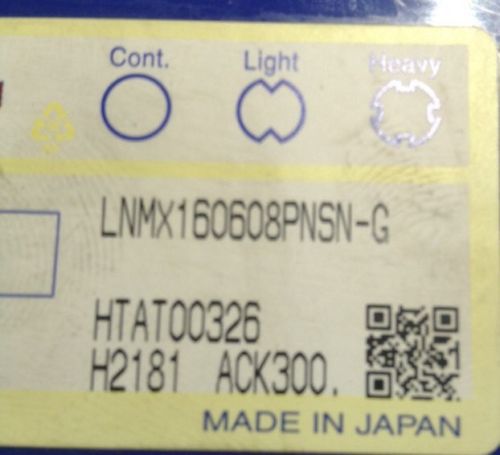 Cont. Light Heavy
LNMX160608PNSN-G
HTAT00326
H2181 ACK300.
MADE IN JAPAN